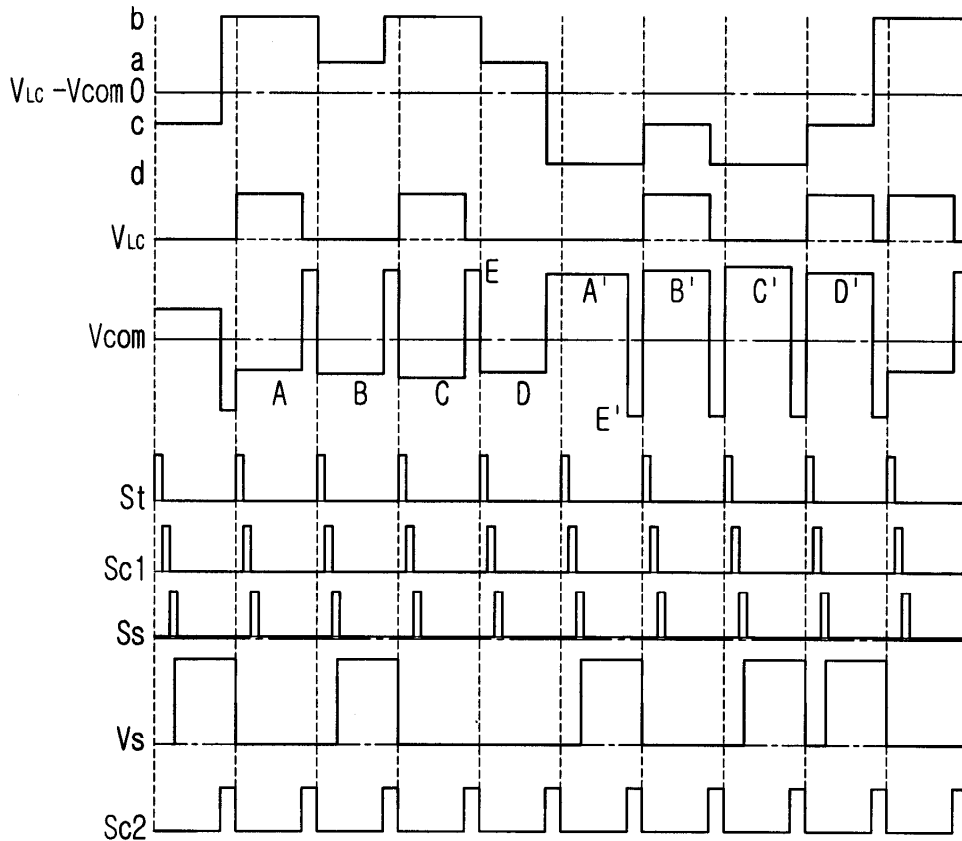 b
a
VLC -Vcom 0
c
d
VLC
E
A' B' C' D'
Vcom
A B C D
E'
St
Sc1
Ss
Vs
Sc2